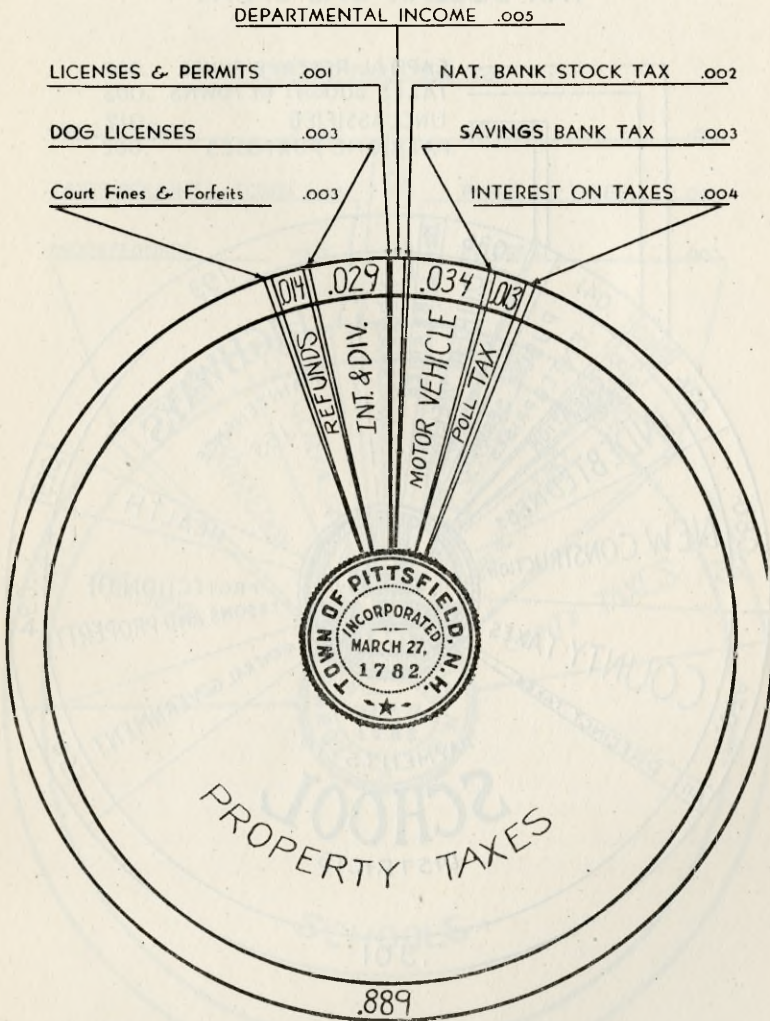 DEPARTMENTAL INCOME .005
LICENSES & PERMITS .001
NAT. BANK STOCK TAX .002
DOG LICENSES .003
SAVINGS BANK TAX .003
Court Fines & Forfeits .003
INTEREST ON TAXES .004
.014
.029
.034
.013
REFUNDS
INT. & DIV.
MOTOR VEHICLE
POLL TAX
TOWN OF PITTSFIELD, N.H.
INCORPORATED
MARCH 27,
1782
PROPERTY TAXES
.889